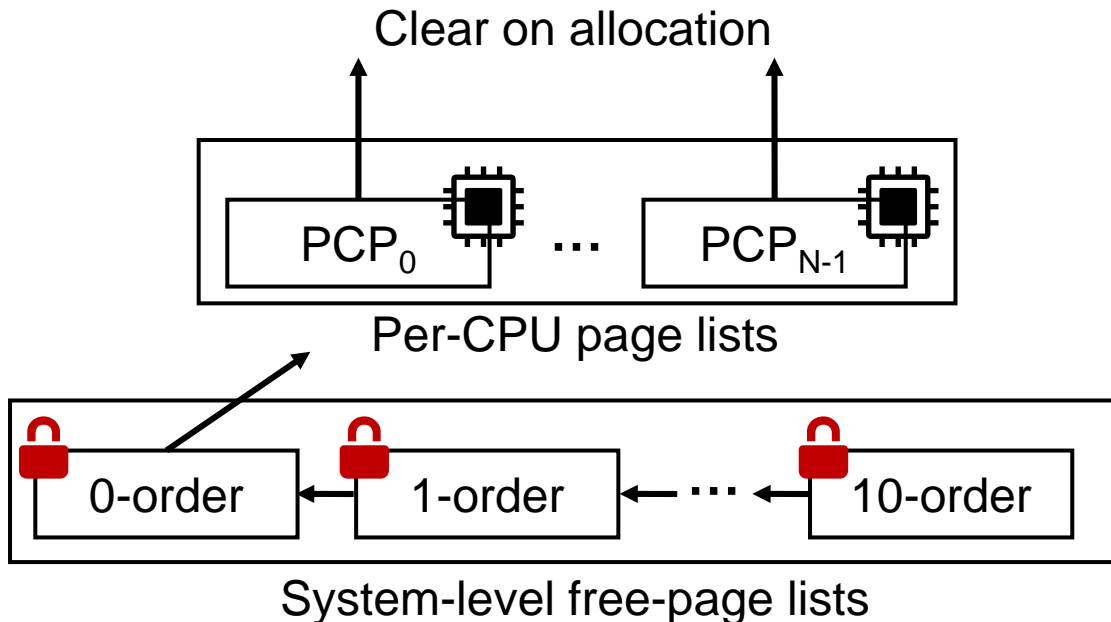 Clear on allocation
PCP0 ... PCPN-1
Per-CPU page lists
0-order 1-order ... 10-order
System-level free-page lists